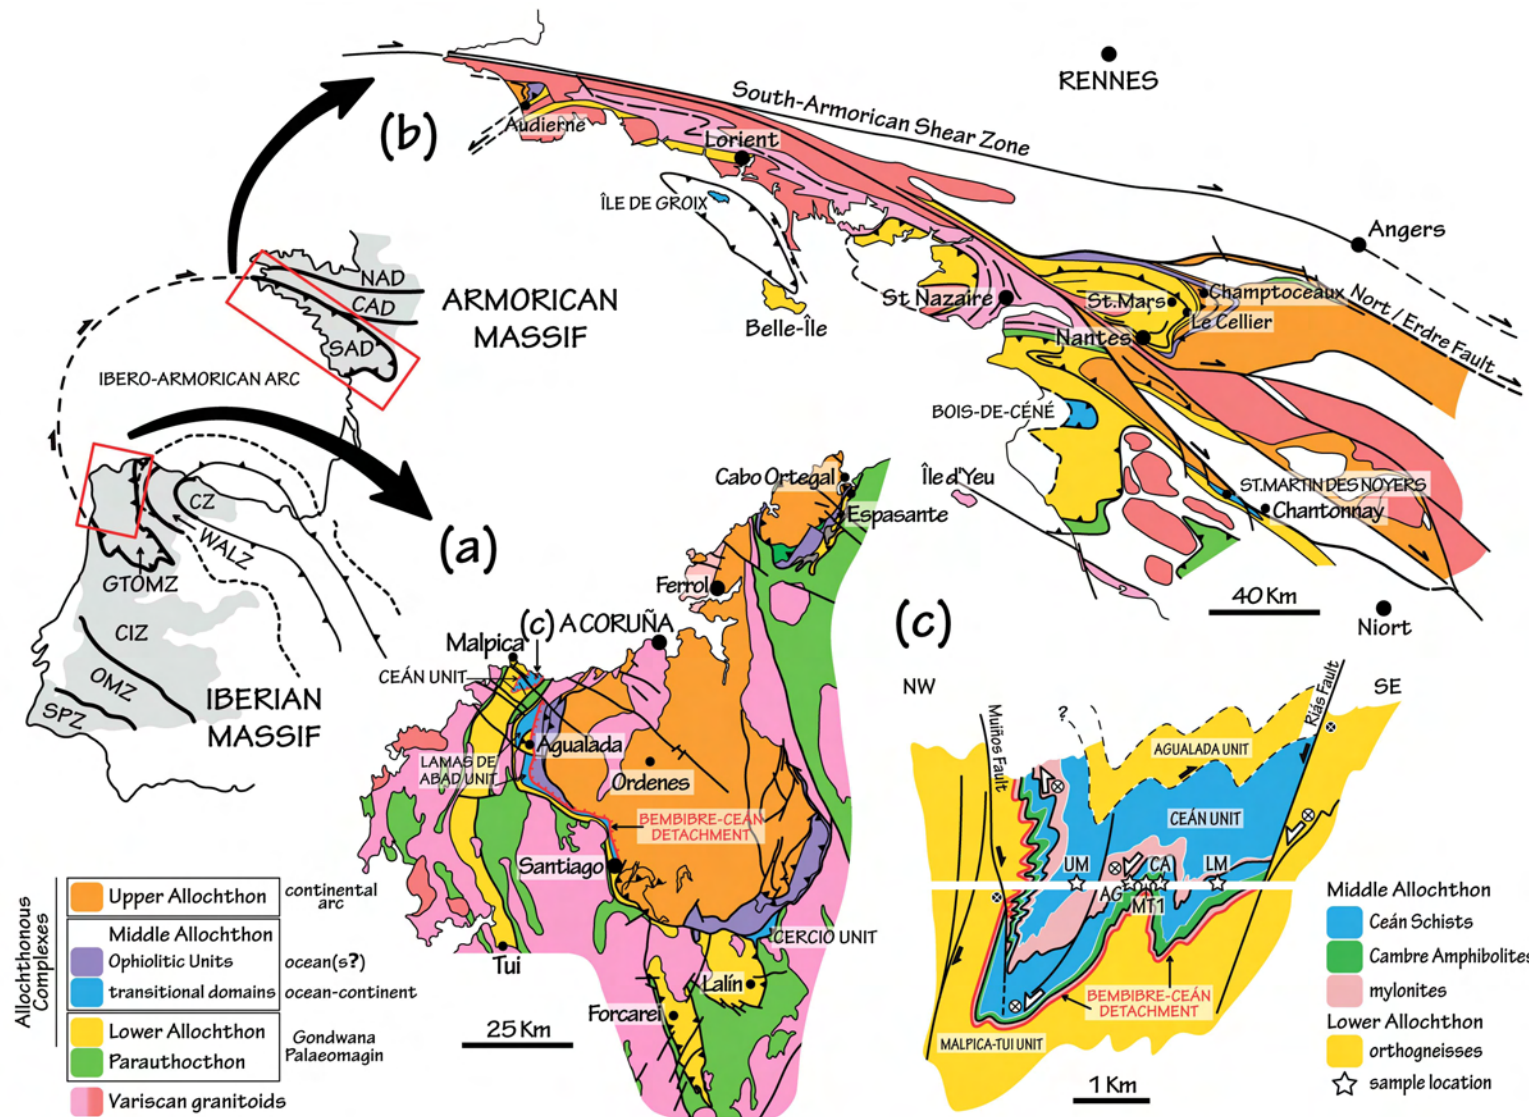 RENNES
(b)
South-Armorican Shear Zone
Audierne
Lorient
ÎLE DE GROIX
Angers
NAD
CAD
SAD
ARMORICAN
MASSIF
IBERO-ARMORICAN ARC
Belle-Île
St. Nazaire
St. Mars
Champtoceaux
Le Cellier
Nantes
Nort / Erdre Fault
BOIS-DE-CÉNÉ
Île d'Yeu
ST. MARTIN DES NOYERS
Chantonnay
40 Km
Niort
CZ
WALZ
GTOMZ
CIZ
OMZ
SPZ
IBERIAN
MASSIF
(a)
Cabo Ortegal
Espasante
Ferrol
(c)
A CORUÑA
Malpica
CEÁN UNIT
Agualada
LAMAS DE
ABAD UNIT
Ordenes
BEMBIBRE-CEÁN
DETACHMENT
Santiago
CERCIO UNIT
Tui
Lalín
Forcarei
25 Km
(c)
NW
SE
Muiños Fault
?
Riás Fault
AGUALADA UNIT
CEÁN UNIT
UM
AG
CA
MT1
LM
BEMBIBRE-CEÁN
DETACHMENT
MALPICA-TUI UNIT
1 Km
Middle Allochthon
Ceán Schists
Cambre Amphibolites
mylonites
Lower Allochthon
orthogneisses
sample location
Allochthonous
Complexes
Upper Allochthon
continental
arc
Middle Allochthon
Ophiolitic Units
ocean(s?)
transitional domains
ocean-continent
Lower Allochthon
Parauthocthon
Gondwana
Palaeomagin
Variscan granitoids